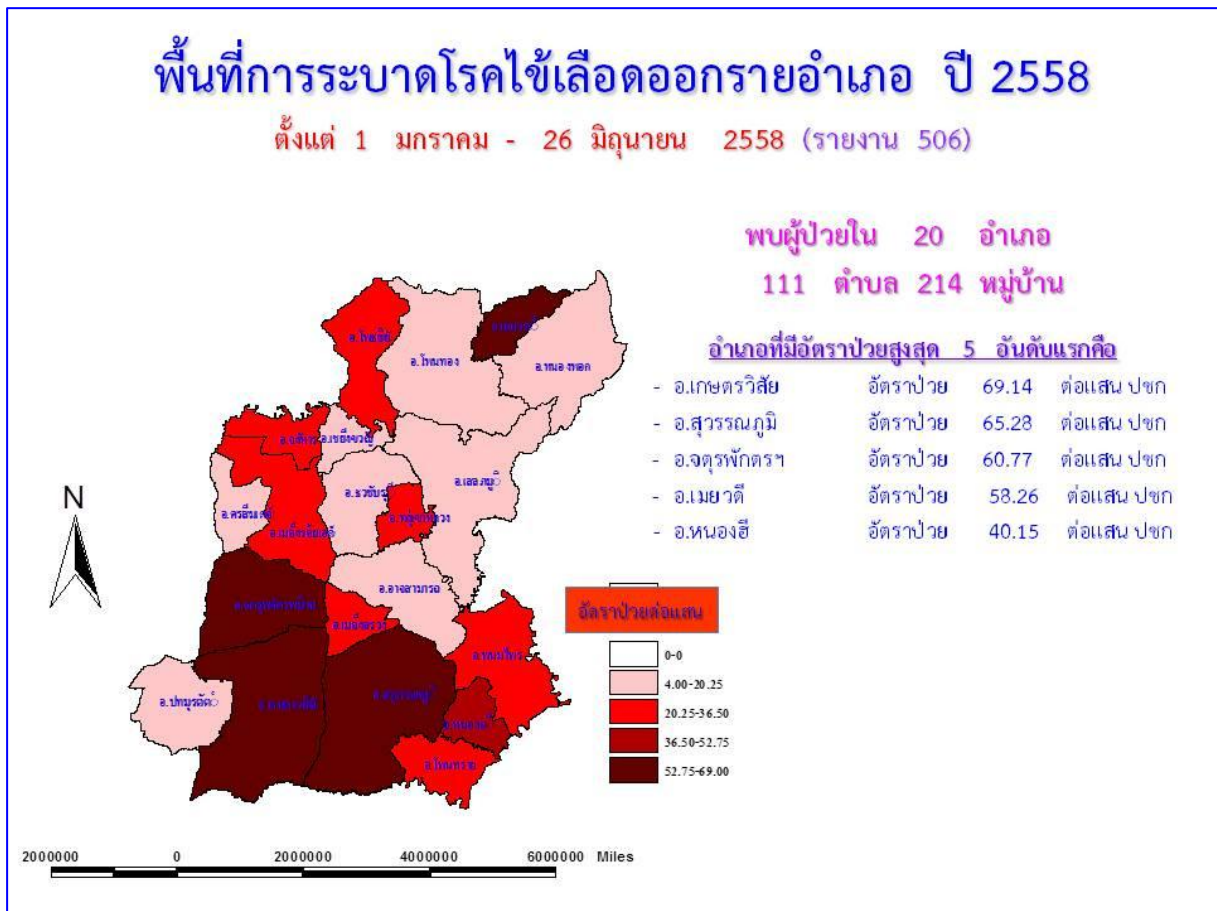 พื้นที่การระบาดโรคไข้เลือดออกรายอำเภอ ปี 2558
ตั้งแต่ 1 มกราคม - 26 มิถุนายน 2558 (รายงาน 506)
พบผู้ป่วยใน 20 อำเภอ
111 ตำบล 214 หมู่บ้าน
อำเภอที่มีอัตราป่วยสูงสุด 5 อันดับแรกคือ
- อ.เกษตรวิสัย อัตราป่วย 69.14 ต่อแสน ปชก
- อ.สุวรรณภูมิ อัตราป่วย 65.28 ต่อแสน ปชก
- อ.จตุรพักตรฯ อัตราป่วย 60.77 ต่อแสน ปชก
- อ.เมยวดี อัตราป่วย 58.26 ต่อแสน ปชก
- อ.หนองฮี อัตราป่วย 40.15 ต่อแสน ปชก
อ.โพนทอง
อ.หนองพอก
N
อ.อาจสามารถ
อัตราป่วยต่อแสน
0-0
4.00-20.25
20.25-36.50
36.50-52.75
52.75-69.00
2000000 0 2000000 4000000 6000000 Miles